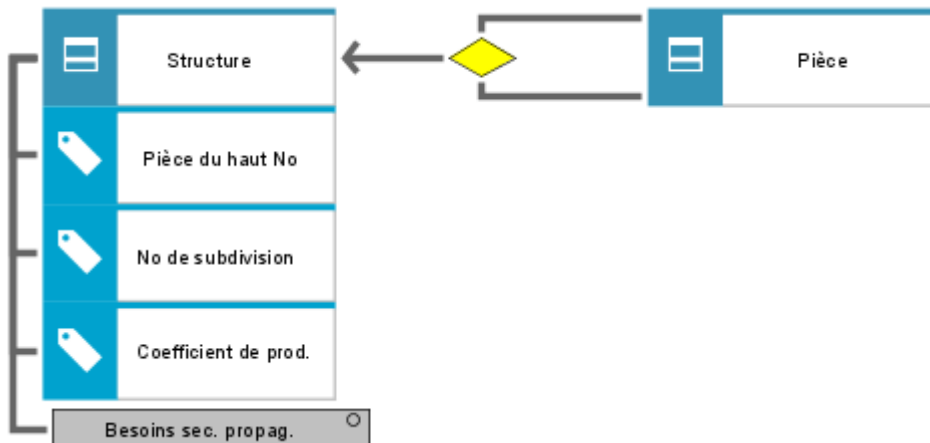 Structure
Pièce
Pièce du haut No
No de subdivision
Coefficient de prod.
Besoins sec. propag.